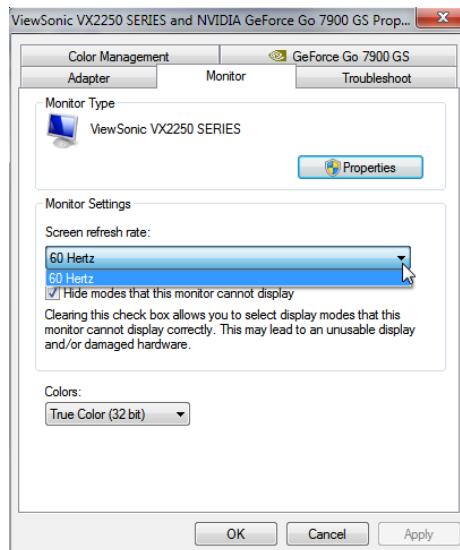 ViewSonic VX2250 SERIES and NVIDIA GeForce Go 7900 GS Prop...
Color Management
GeForce Go 7900 GS
Adapter
Monitor
Troubleshoot
Monitor Type
ViewSonic VX2250 SERIES
Properties
Monitor Settings
Screen refresh rate:
60 Hertz
60 Hertz
Hide modes that this monitor cannot display
Clearing this check box allows you to select display modes that this
monitor cannot display correctly. This may lead to an unusable display
and/or damaged hardware.
Colors:
True Color (32 bit)
OK
Cancel
Apply